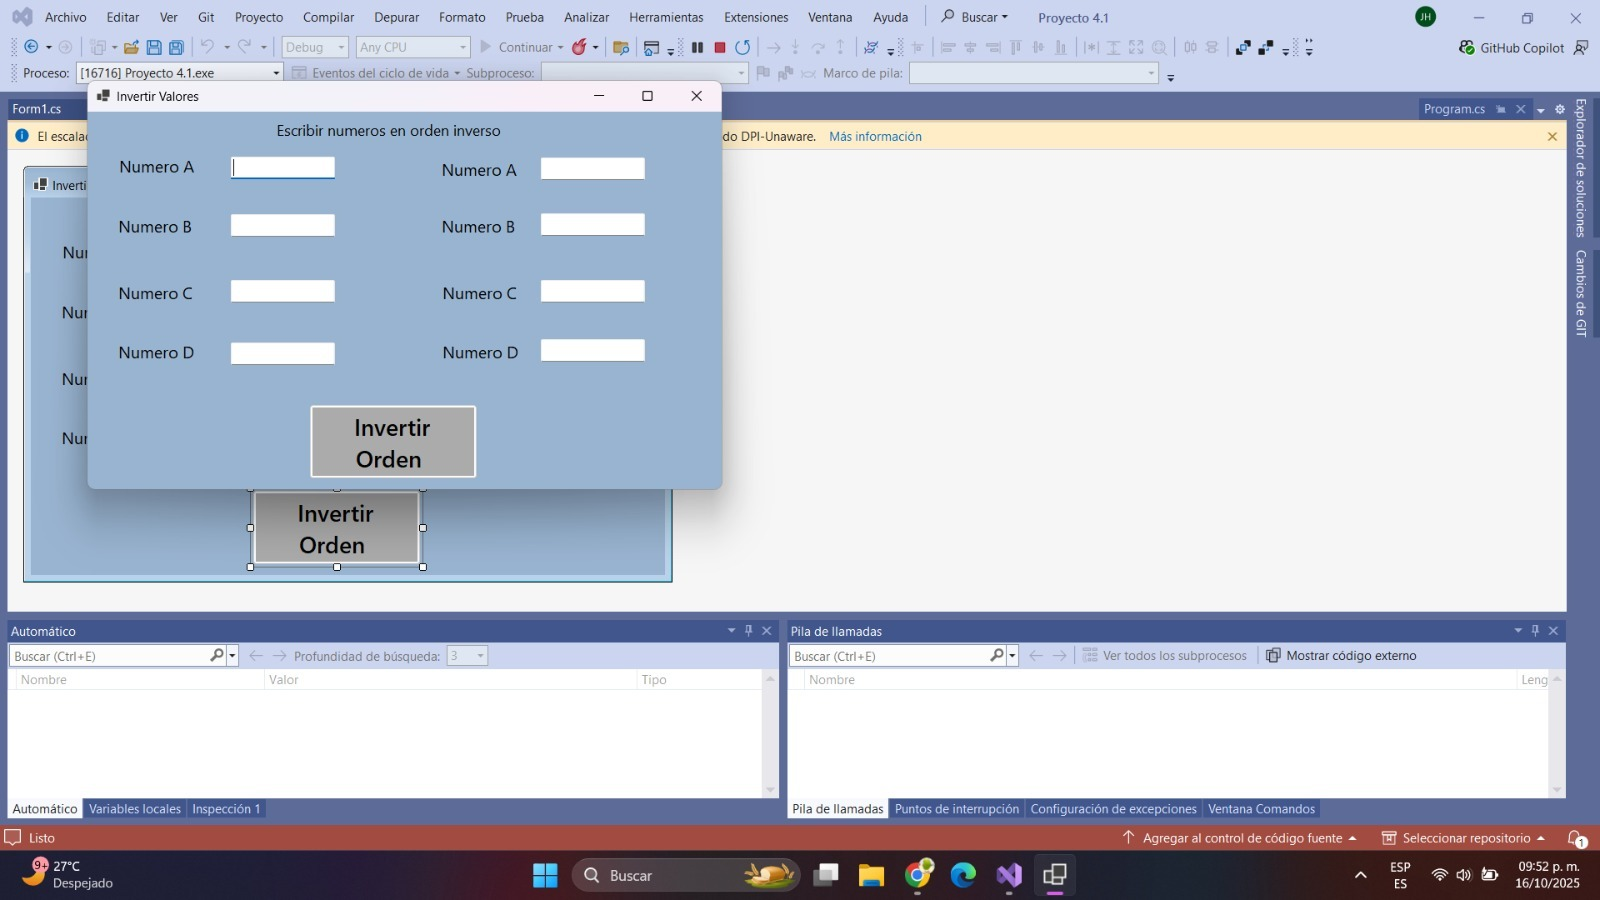 Archivo Editar Ver Git Proyecto Compilar Depurar Formato Prueba Analizar Herramientas Extensiones Ventana Ayuda Buscar Proyecto 4.1 JH
Debug Any CPU Continuar GitHub Copilot
Proceso: [16716] Proyecto 4.1.exe Eventos del ciclo de vida Subproceso: Marco de pila:
Invertir Valores
Form1.cs
Program.cs
El escala
do DPI-Unaware. Más información
Escribir numeros en orden inverso
Numero A
Numero A
Numero B
Numero B
Numero C
Numero C
Numero D
Numero D
Invertir
Orden
Inverti
Nur
Nur
Nur
Nur
Invertir
Orden
Explorador de soluciones
Cambios de GIT
Automático
Buscar (Ctrl+E) Profundidad de búsqueda: 3
Nombre Valor Tipo
Automático Variables locales Inspección 1
Pila de llamadas
Buscar (Ctrl+E) Ver todos los subprocesos Mostrar código externo
Nombre Leng
Pila de llamadas Puntos de interrupción Configuración de excepciones Ventana Comandos
Listo Agregar al control de código fuente Seleccionar repositorio 1
9+ 27°C
Despejado
Buscar
ESP
ES
09:52 p. m.
16/10/2025